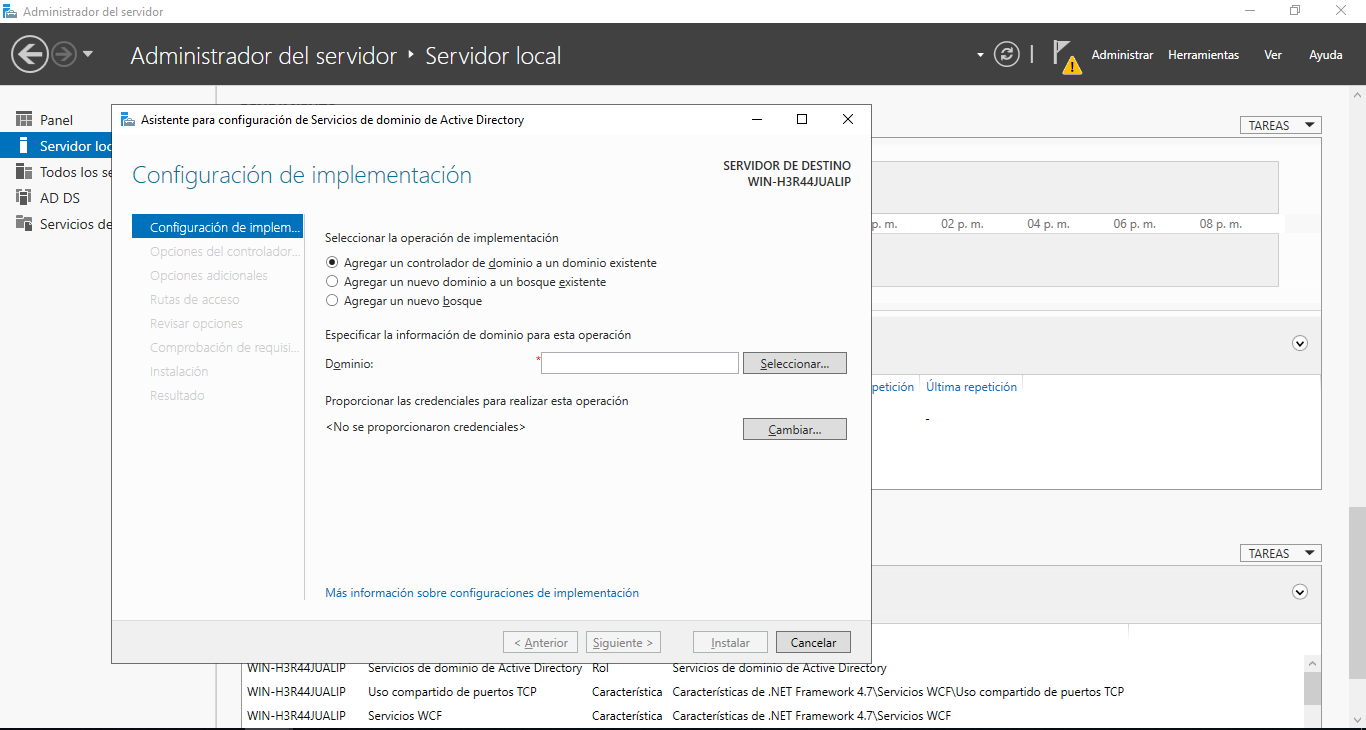 Administrador del servidor
Administrador del servidor ‣ Servidor local
Administrar Herramientas Ver Ayuda
Panel
Servidor loc
Todos los se
AD DS
Servicios de
TAREAS
p. m. 02 p. m. 04 p. m. 06 p. m. 08 p. m.
petición Última repetición
-
TAREAS
Asistente para configuración de Servicios de dominio de Active Directory
Configuración de implementación
SERVIDOR DE DESTINO
WIN-H3R44JUALIP
Configuración de implem...
Opciones del controlador...
Opciones adicionales
Rutas de acceso
Revisar opciones
Comprobación de requisi...
Instalación
Resultado
Seleccionar la operación de implementación
Agregar un controlador de dominio a un dominio existente
Agregar un nuevo dominio a un bosque existente
Agregar un nuevo bosque
Especificar la información de dominio para esta operación
Dominio: * Seleccionar...
Proporcionar las credenciales para realizar esta operación
<No se proporcionaron credenciales> Cambiar...
Más información sobre configuraciones de implementación
< Anterior Siguiente > Instalar Cancelar
WIN-H3R44JUALIP Servicios de dominio de Active Directory Rol Servicios de dominio de Active Directory
WIN-H3R44JUALIP Uso compartido de puertos TCP Característica Características de .NET Framework 4.7\Servicios WCF\Uso compartido de puertos TCP
WIN-H3R44JUALIP Servicios WCF Característica Características de .NET Framework 4.7\Servicios WCF